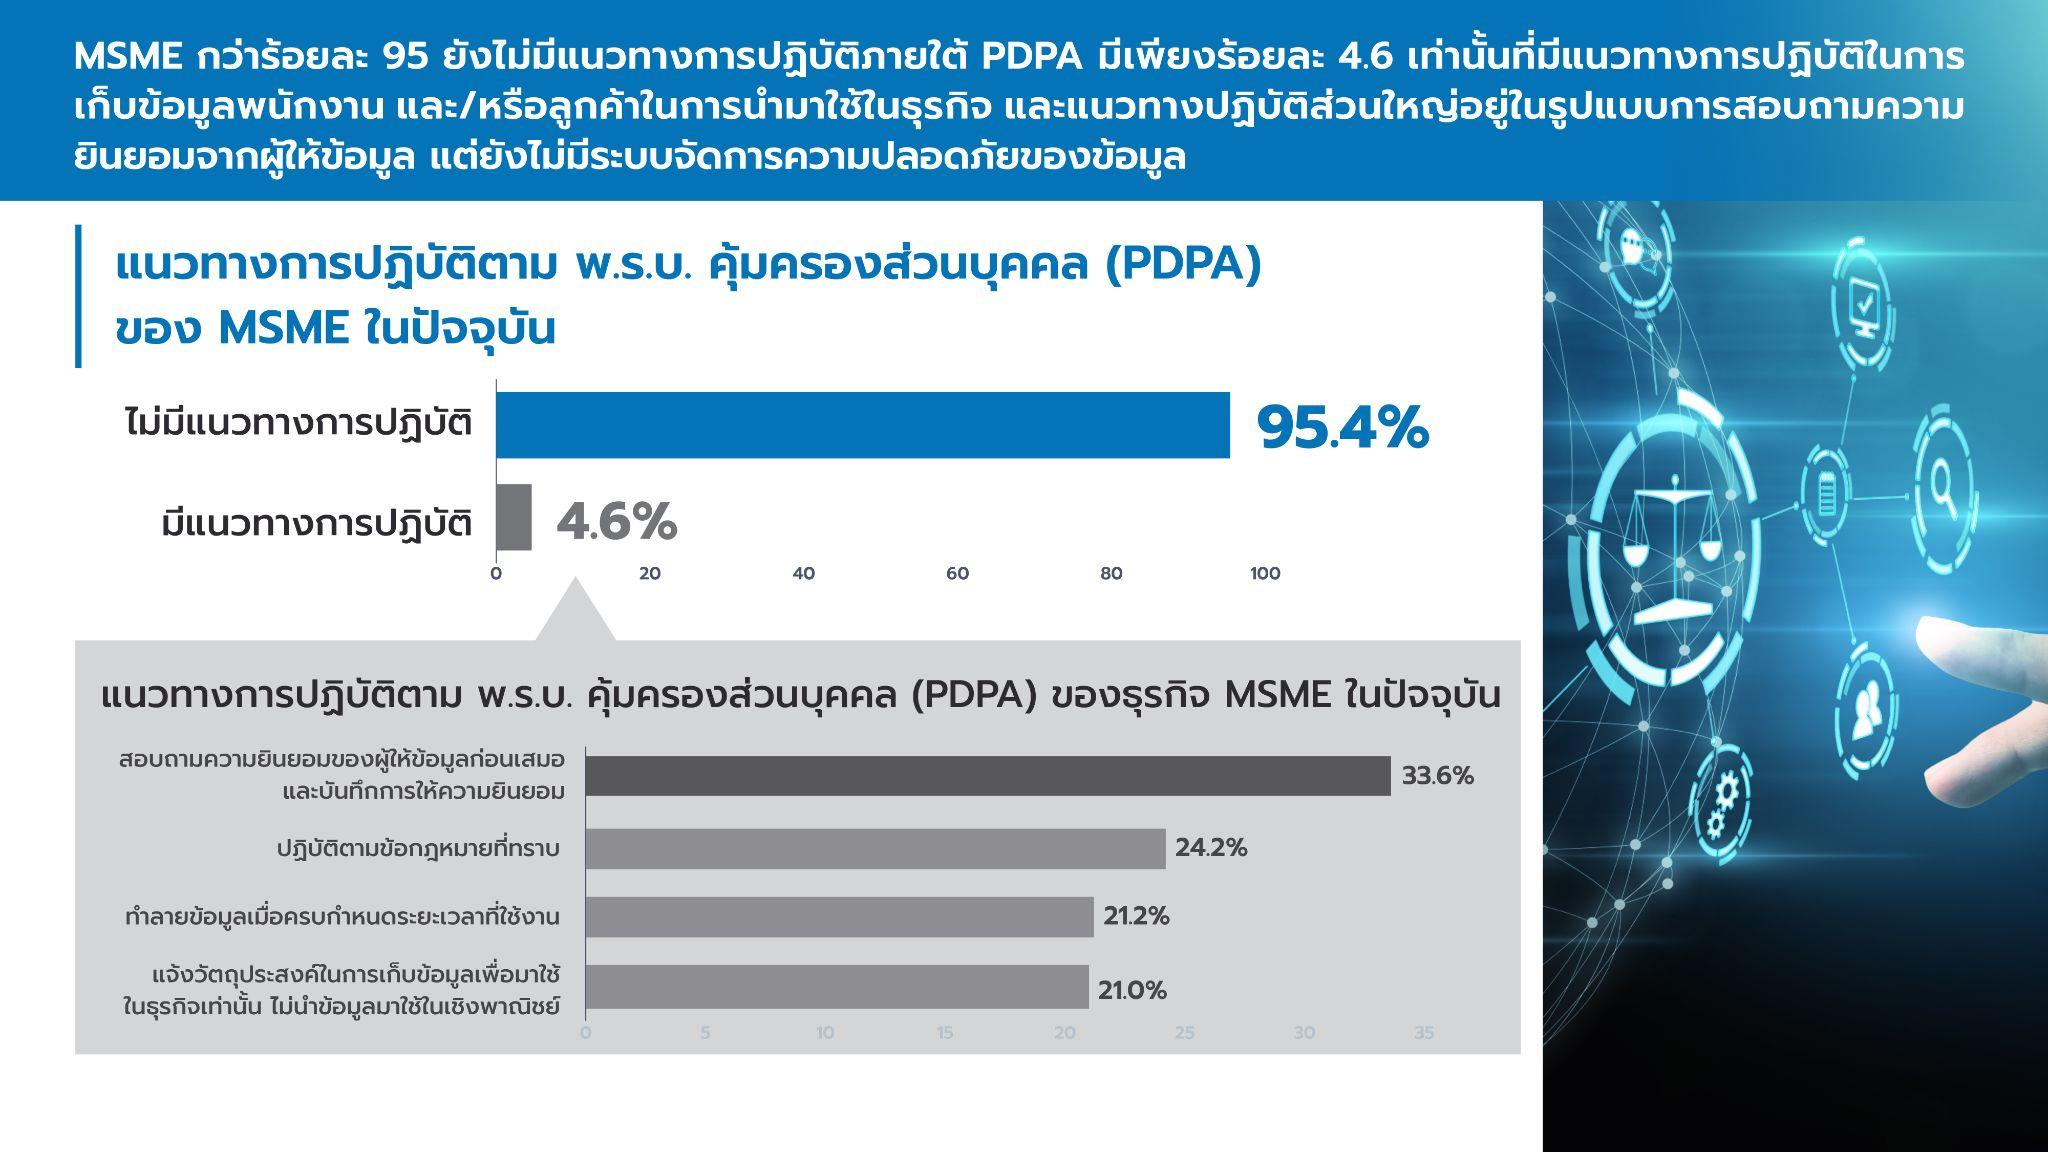 MSME กว่าร้อยละ 95 ยังไม่มีแนวทางการปฏิบัติภายใต้ PDPA มีเพียงร้อยละ 4.6 เท่านั้นที่มีแนวทางการปฏิบัติในการ
เก็บข้อมูลพนักงาน และ/หรือลูกค้าในการนำมาใช้ในธุรกิจ และแนวทางปฏิบัติส่วนใหญ่อยู่ในรูปแบบการสอบถามความ
ยินยอมจากผู้ให้ข้อมูล แต่ยังไม่มีระบบจัดการความปลอดภัยของข้อมูล
แนวทางการปฏิบัติตาม พ.ร.บ. คุ้มครองส่วนบุคคล (PDPA)
ของ MSME ในปัจจุบัน
ไม่มีแนวทางการปฏิบัติ 95.4%
มีแนวทางการปฏิบัติ 4.6%
0 20 40 60 80 100
แนวทางการปฏิบัติตาม พ.ร.บ. คุ้มครองส่วนบุคคล (PDPA) ของธุรกิจ MSME ในปัจจุบัน
สอบถามความยินยอมของผู้ให้ข้อมูลก่อนเสมอ
และบันทึกการให้ความยินยอม
33.6%
ปฏิบัติตามข้อกฎหมายที่ทราบ 24.2%
ทำลายข้อมูลเมื่อครบกำหนดระยะเวลาที่ใช้งาน 21.2%
แจ้งวัตถุประสงค์ในการเก็บข้อมูลเพื่อมาใช้
ในธุรกิจเท่านั้น ไม่นำข้อมูลมาใช้ในเชิงพาณิชย์
21.0%
0 5 10 15 20 25 30 35